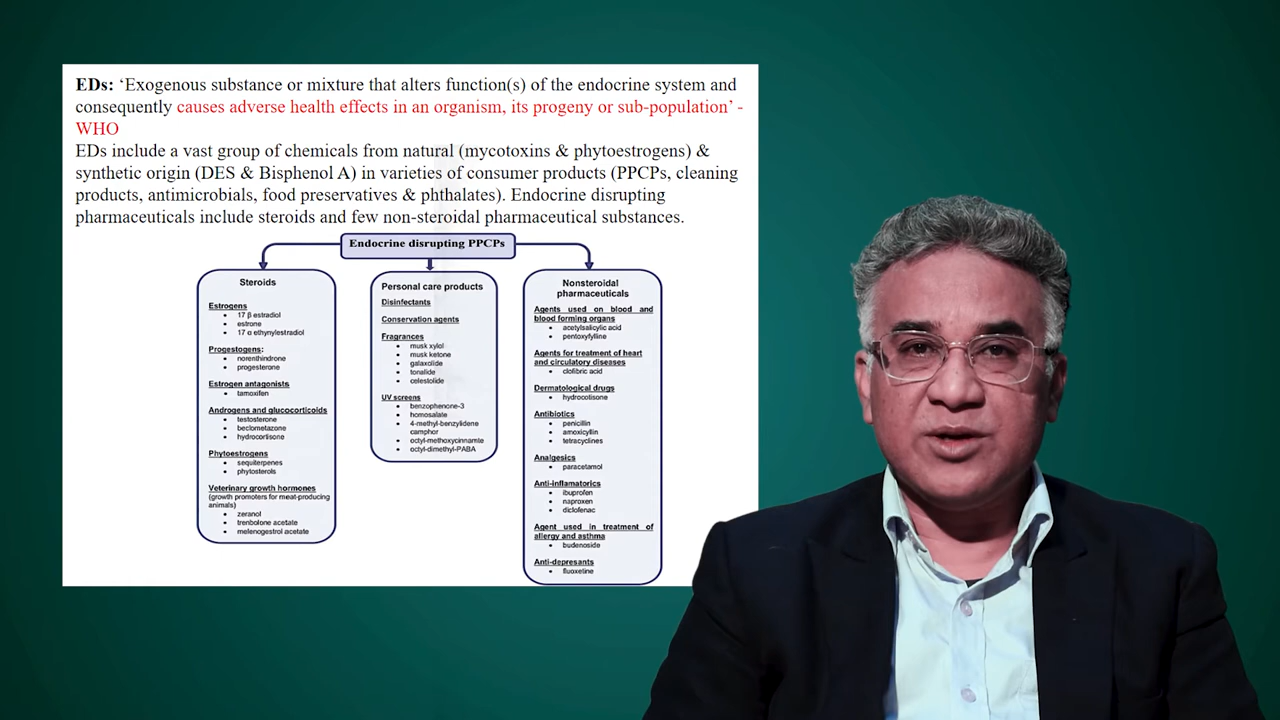 EDs: ‘Exogenous substance or mixture that alters function(s) of the endocrine system and
consequently causes adverse health effects in an organism, its progeny or sub-population’ -
WHO
EDs include a vast group of chemicals from natural (mycotoxins & phytoestrogens) &
synthetic origin (DES & Bisphenol A) in varieties of consumer products (PPCPs, cleaning
products, antimicrobials, food preservatives & phthalates). Endocrine disrupting
pharmaceuticals include steroids and few non-steroidal pharmaceutical substances.
Endocrine disrupting PPCPs
Steroids
Estrogens
• 17 β estradiol
• estrone
• 17 α ethynylestradiol
Progestogens:
• norenthindrone
• progesterone
Estrogen antagonists
• tamoxifen
Androgens and glucocorticoids
• testosterone
• beclometazone
• hydrocortisone
Phytoestrogens
• sequiterpenes
• phytosterols
Veterinary growth hormones
(growth promoters for meat-producing
animals)
• zeranol
• trenbolone acetate
• melenogestrol acetate
Personal care products
Disinfectants
Conservation agents
Fragrances
• musk xylol
• musk ketone
• galaxolide
• tonalide
• celestolide
UV screens
• benzophenone-3
• homosalate
• 4-methyl-benzylidene
camphor
• octyl-methoxycinnamte
• octyl-dimethyl-PABA
Nonsteroidal
pharmaceuticals
Agents used on blood and
blood forming organs
• acetylsalicylic acid
• pentoxyfylline
Agents for treatment of heart
and circulatory diseases
• clofibric acid
Dermatological drugs
• hydrocotisone
Antibiotics
• penicillin
• amoxicyllin
• tetracyclines
Analgesics
• paracetamol
Anti-inflamatorics
• ibuprofen
• naproxen
• diclofenac
Agent used in treatment of
allergy and asthma
• budenoside
Anti-depresants
• fluoxetine